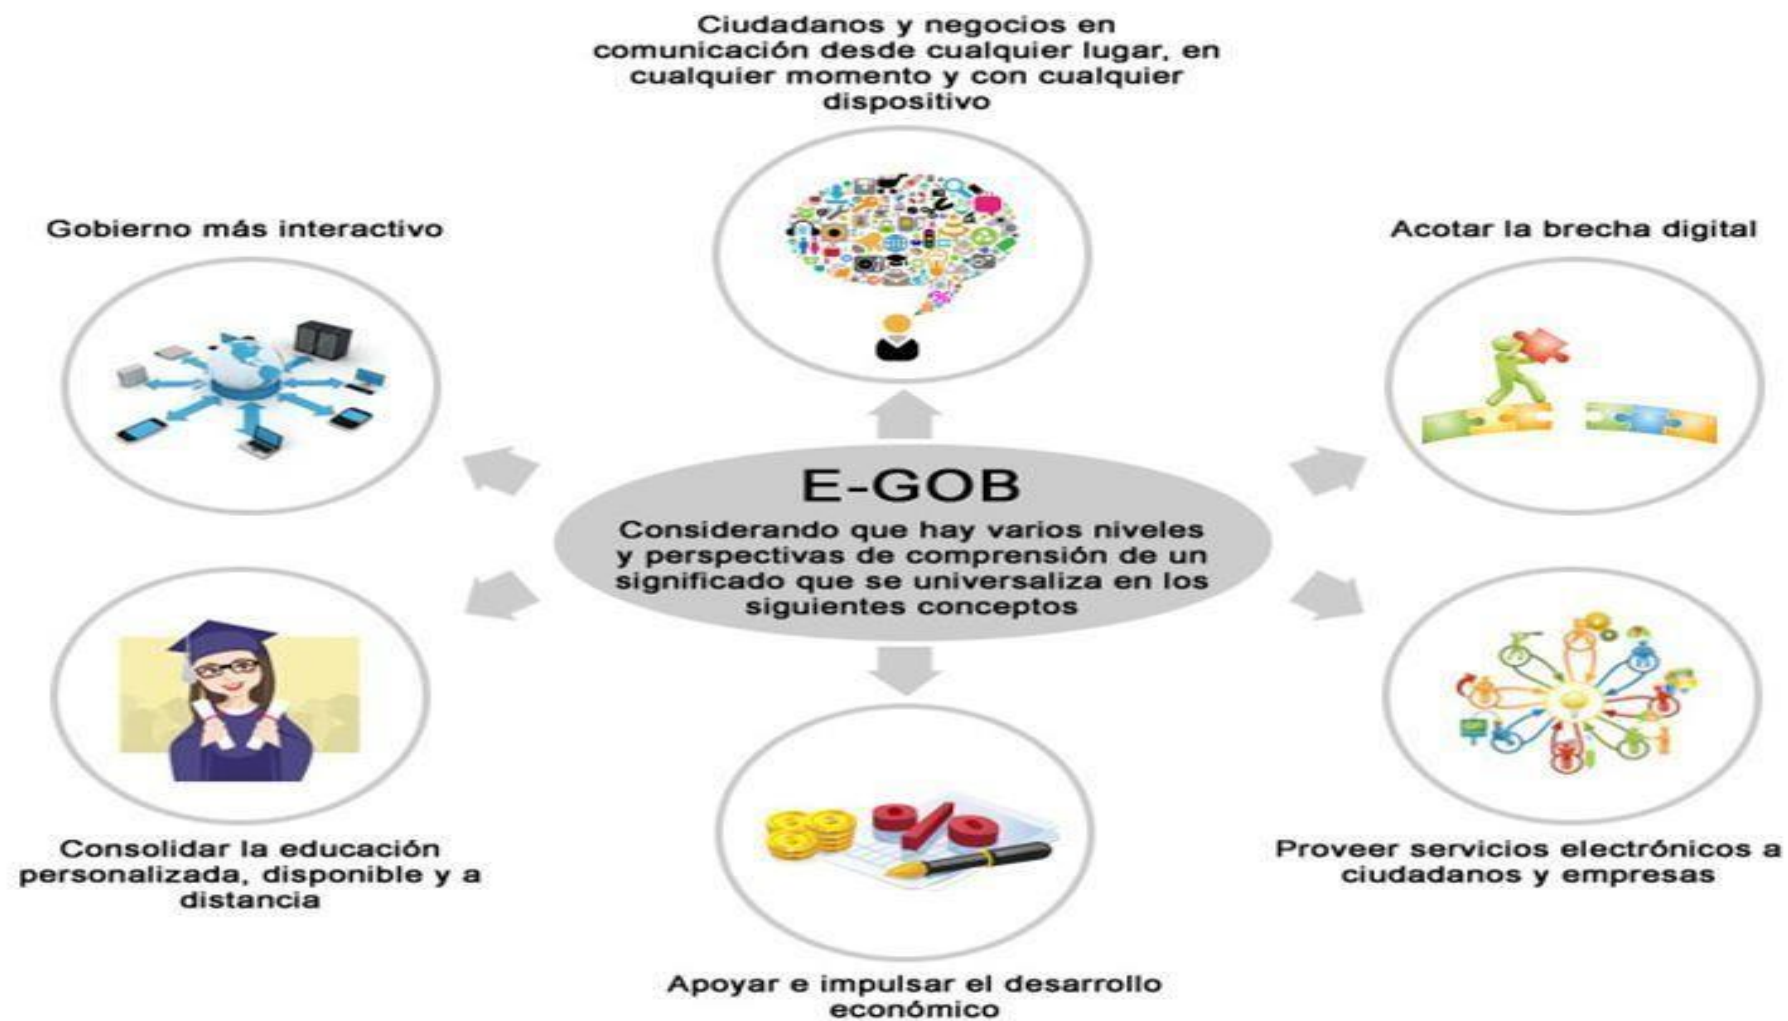 Ciudadanos y negocios en
comunicación desde cualquier lugar, en
cualquier momento y con cualquier
dispositivo
Gobierno más interactivo
Acotar la brecha digital
E-GOB
Considerando que hay varios niveles
y perspectivas de comprensión de un
significado que se universaliza en los
siguientes conceptos
Consolidar la educación
personalizada, disponible y a
distancia
Proveer servicios electrónicos a
ciudadanos y empresas
Apoyar e impulsar el desarrollo
económico